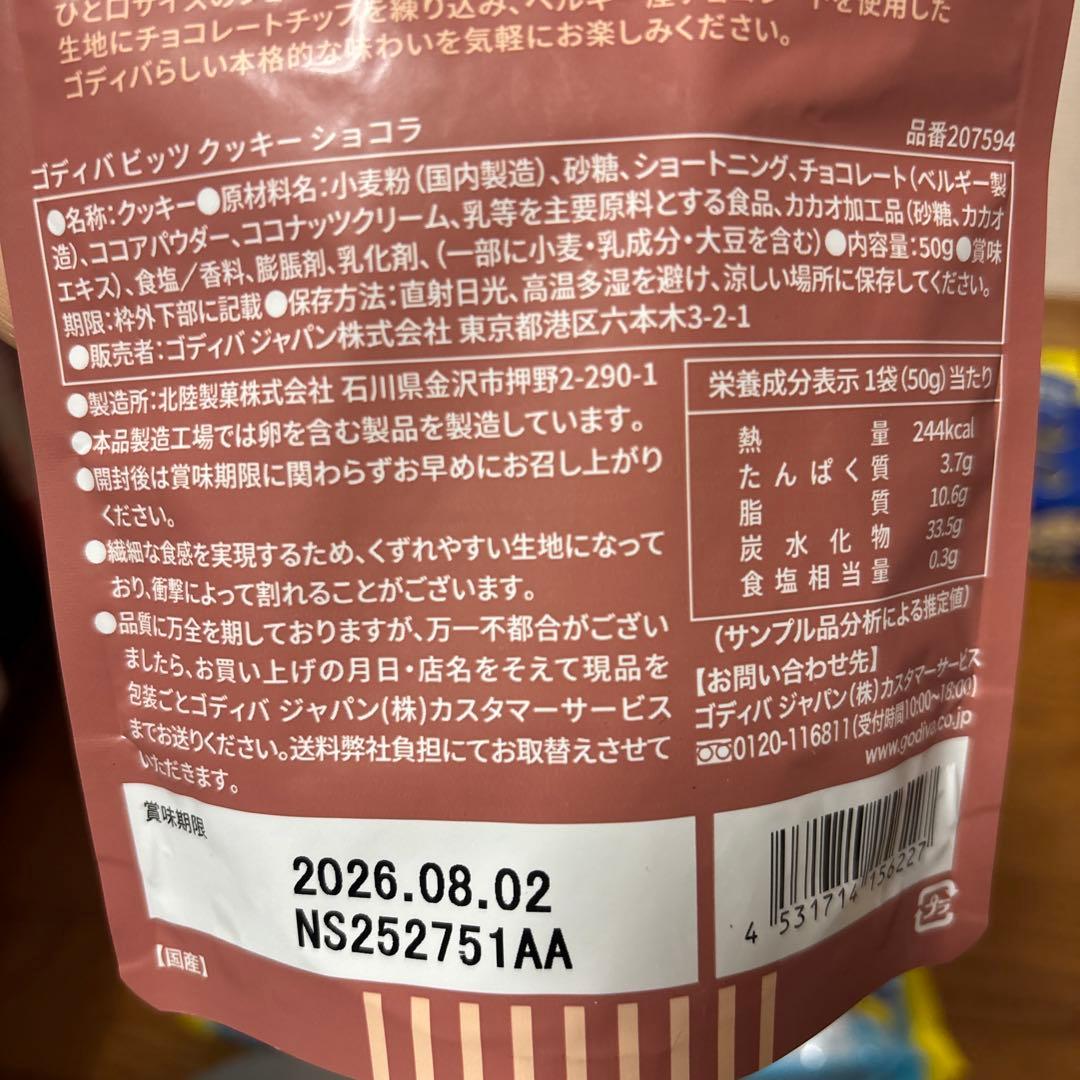 ひと口サイズの
生地にチョコレートチップを練り込み、ベルギー産チョコレートを使用した
ゴディバらしい本格的な味わいを気軽にお楽しみください。
ゴディバ ビッツ クッキー ショコラ
品番207594
●名称:クッキー●原材料名:小麦粉(国内製造)、砂糖、ショートニング、チョコレート(ベルギー製
造)、ココアパウダー、ココナッツクリーム、乳等を主要原料とする食品、カカオ加工品(砂糖、カカオ
エキス)、食塩/香料、膨脹剤、乳化剤、(一部に小麦・乳成分・大豆を含む)●内容量:50g●賞味
期限:枠外下部に記載●保存方法:直射日光、高温多湿を避け、涼しい場所に保存してください。
●販売者:ゴディバ ジャパン株式会社 東京都港区六本木3-2-1
●製造所:北陸製菓株式会社 石川県金沢市押野2-290-1
●本品製造工場では卵を含む製品を製造しています。
●開封後は賞味期限に関わらずお早めにお召し上がり
ください。
●繊細な食感を実現するため、くずれやすい生地になって
おり、衝撃によって割れることがございます。
●品質に万全を期しておりますが、万一不都合がござい
ましたら、お買い上げの月日・店名をそえて現品を
包装ごとゴディバ ジャパン(株)カスタマーサービス
までお送りください。送料弊社負担にてお取替えさせて
いただきます。
栄養成分表示 1袋(50g)当たり
熱量 244kcal
たんぱく質 3.7g
脂質 10.6g
炭水化物 33.5g
食塩相当量 0.3g
(サンプル品分析による推定値)
【お問い合わせ先】
ゴディバ ジャパン(株)カスタマーサービス
0120-116811(受付時間10:00~18:00)
www.godiva.co.jp
賞味期限
2026.08.02
NS252751AA
【国産】
4 531714 156227
プラ